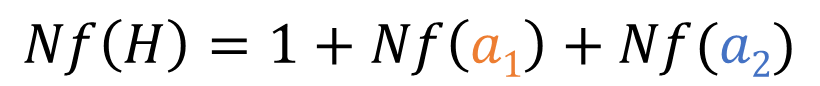 Nf(H) = 1 + Nf(a₁) + Nf(a₂)